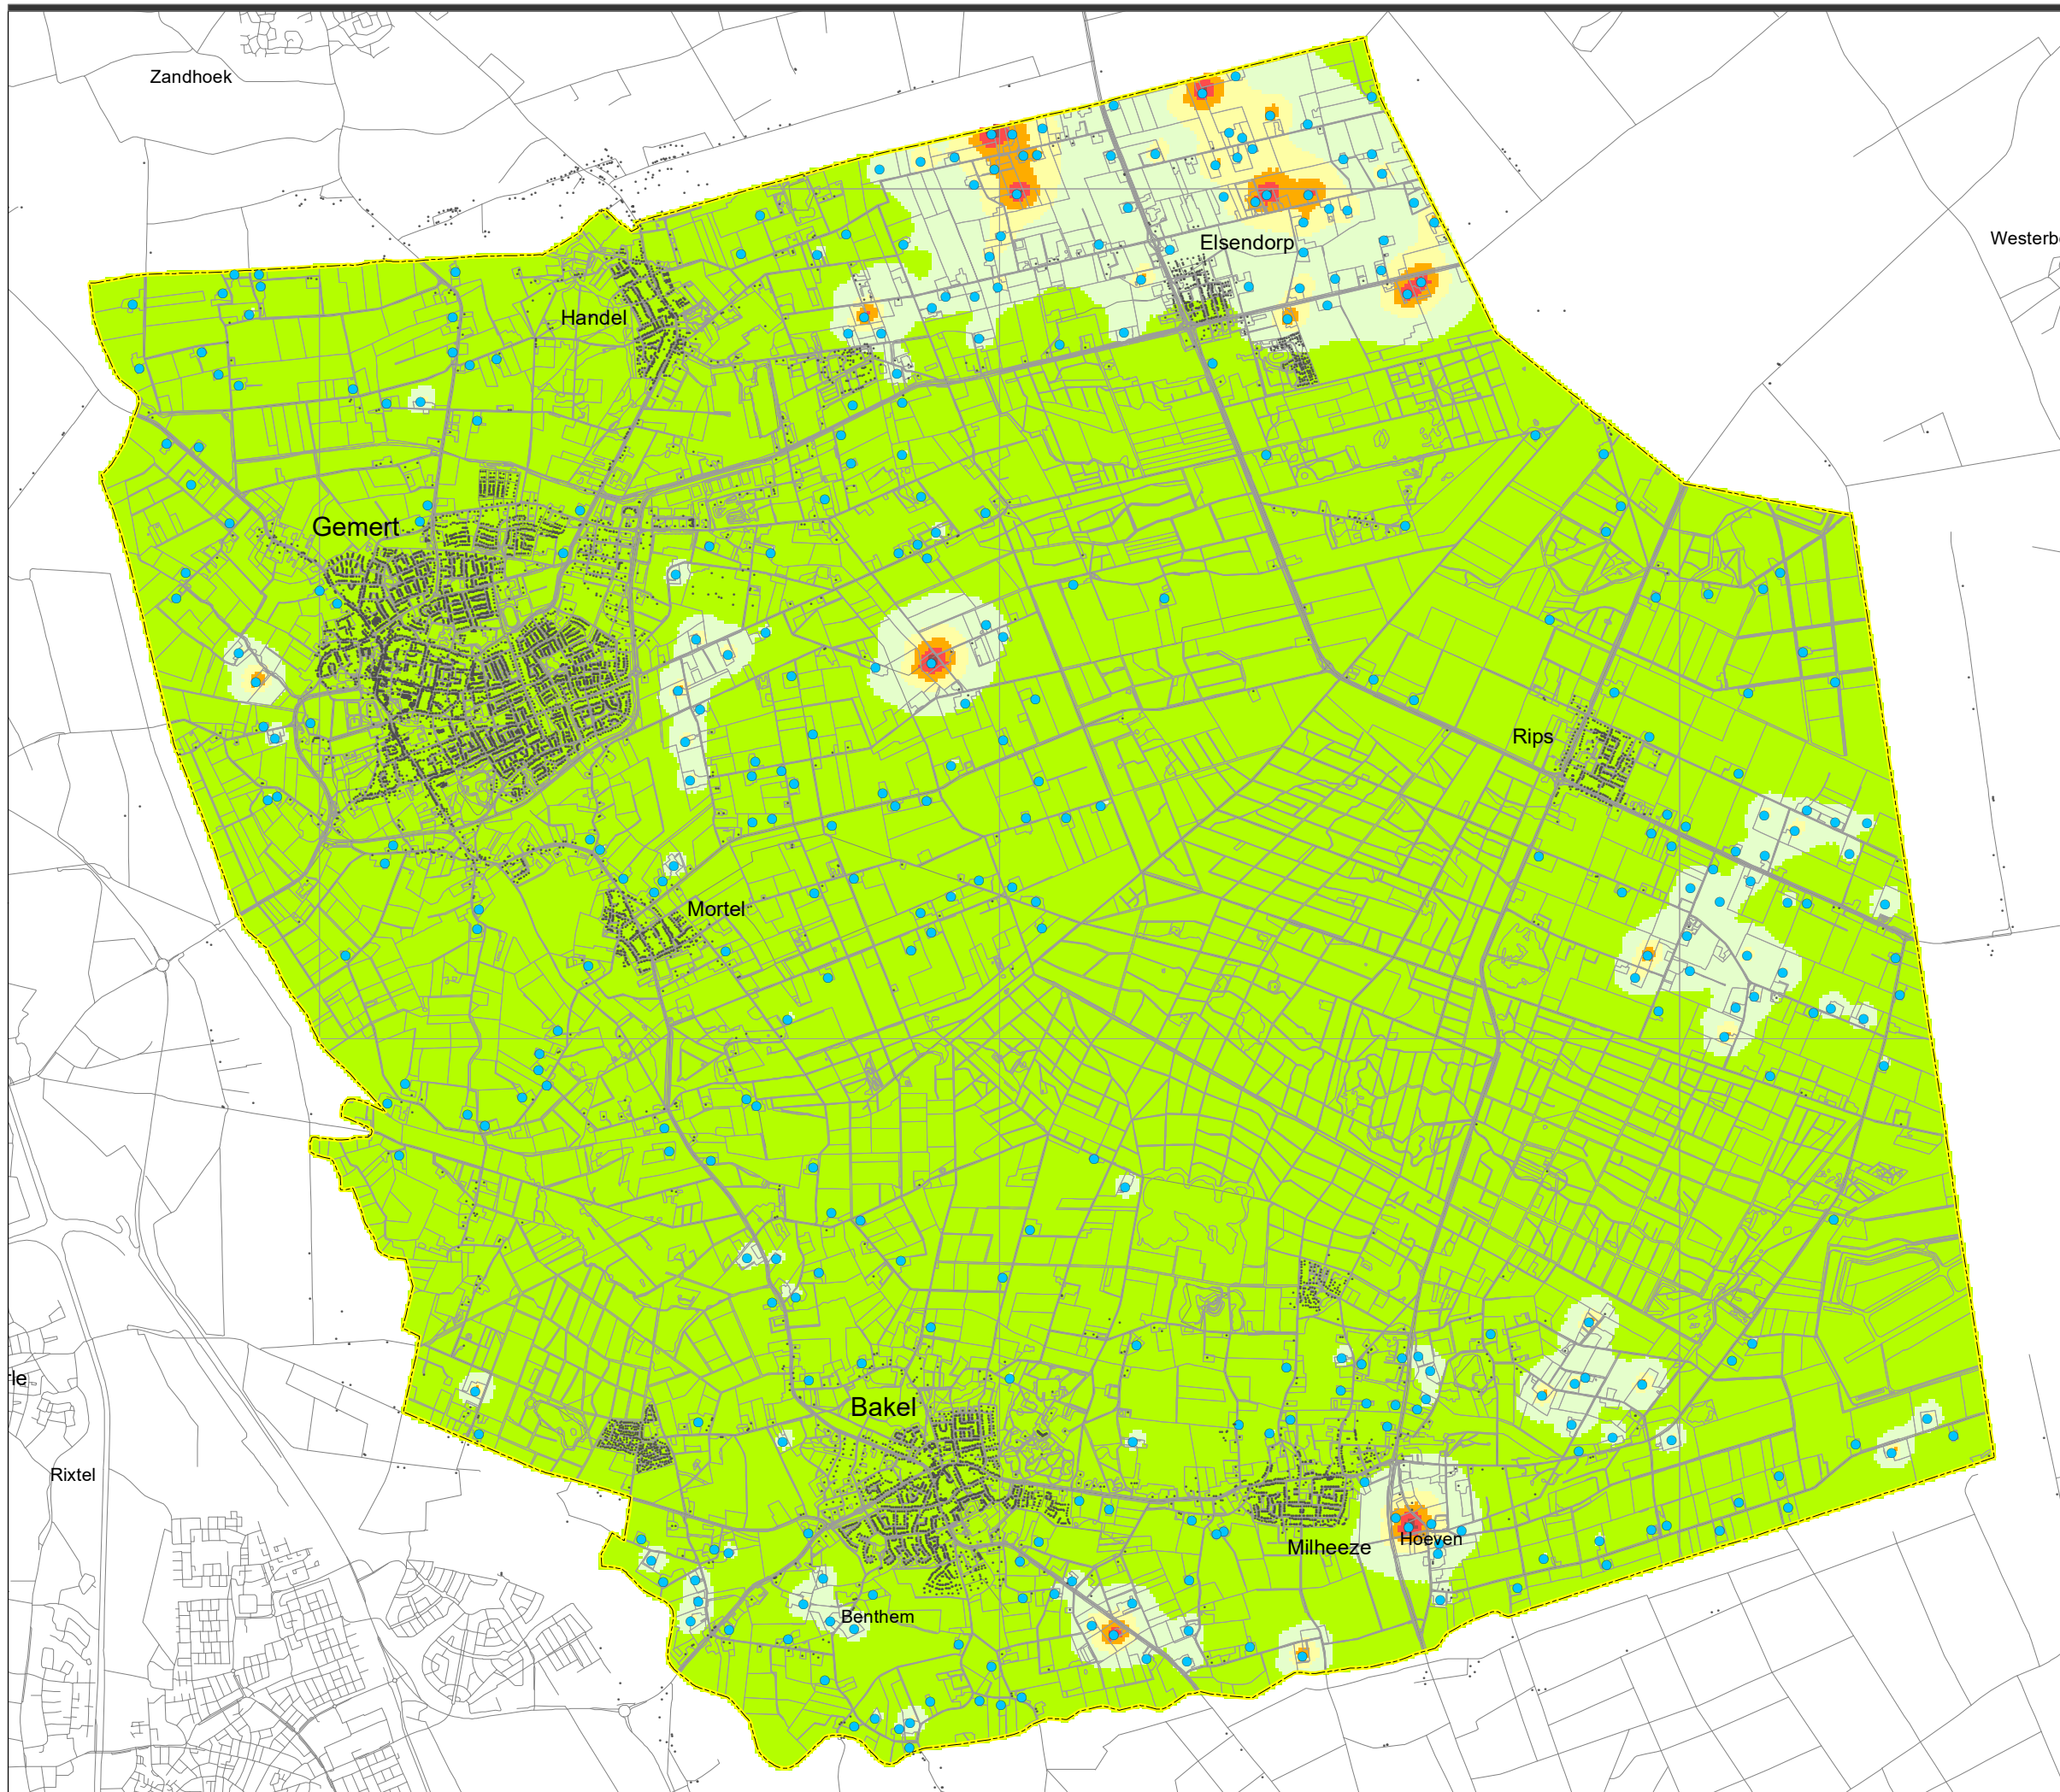 Zandhoek
Westerb
Elsendorp
Handel
Gemert
Rips
Mortel
rle
Bakel
Rixtel
Milheeze
Hoeven
Benthem